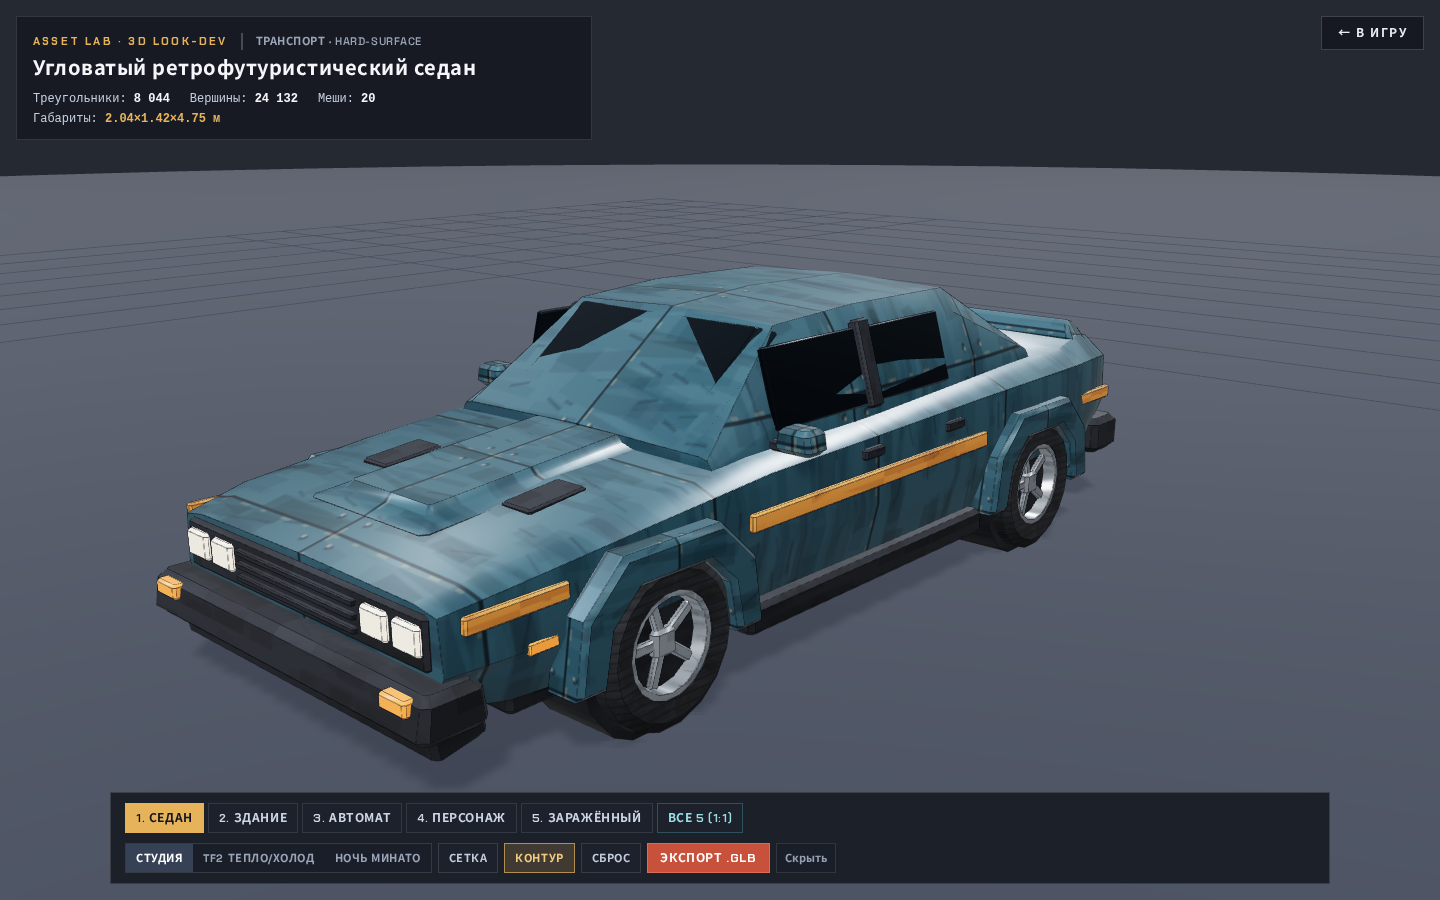 ASSET LAB · 3D LOOK-DEV | ТРАНСПОРТ · HARD-SURFACE
← В ИГРУ
Угловатый ретрофутуристический седан
Треугольники: 8 044 Вершины: 24 132 Меши: 20
Габариты: 2.04×1.42×4.75 м
1. СЕДАН 2. ЗДАНИЕ 3. АВТОМАТ 4. ПЕРСОНАЖ 5. ЗАРАЖЁННЫЙ ВСЕ 5 (1:1)
СТУДИЯ TF2 ТЕПЛО/ХОЛОД НОЧЬ МИНАТО СЕТКА КОНТУР СБРОС ЭКСПОРТ .GLB Скрыть